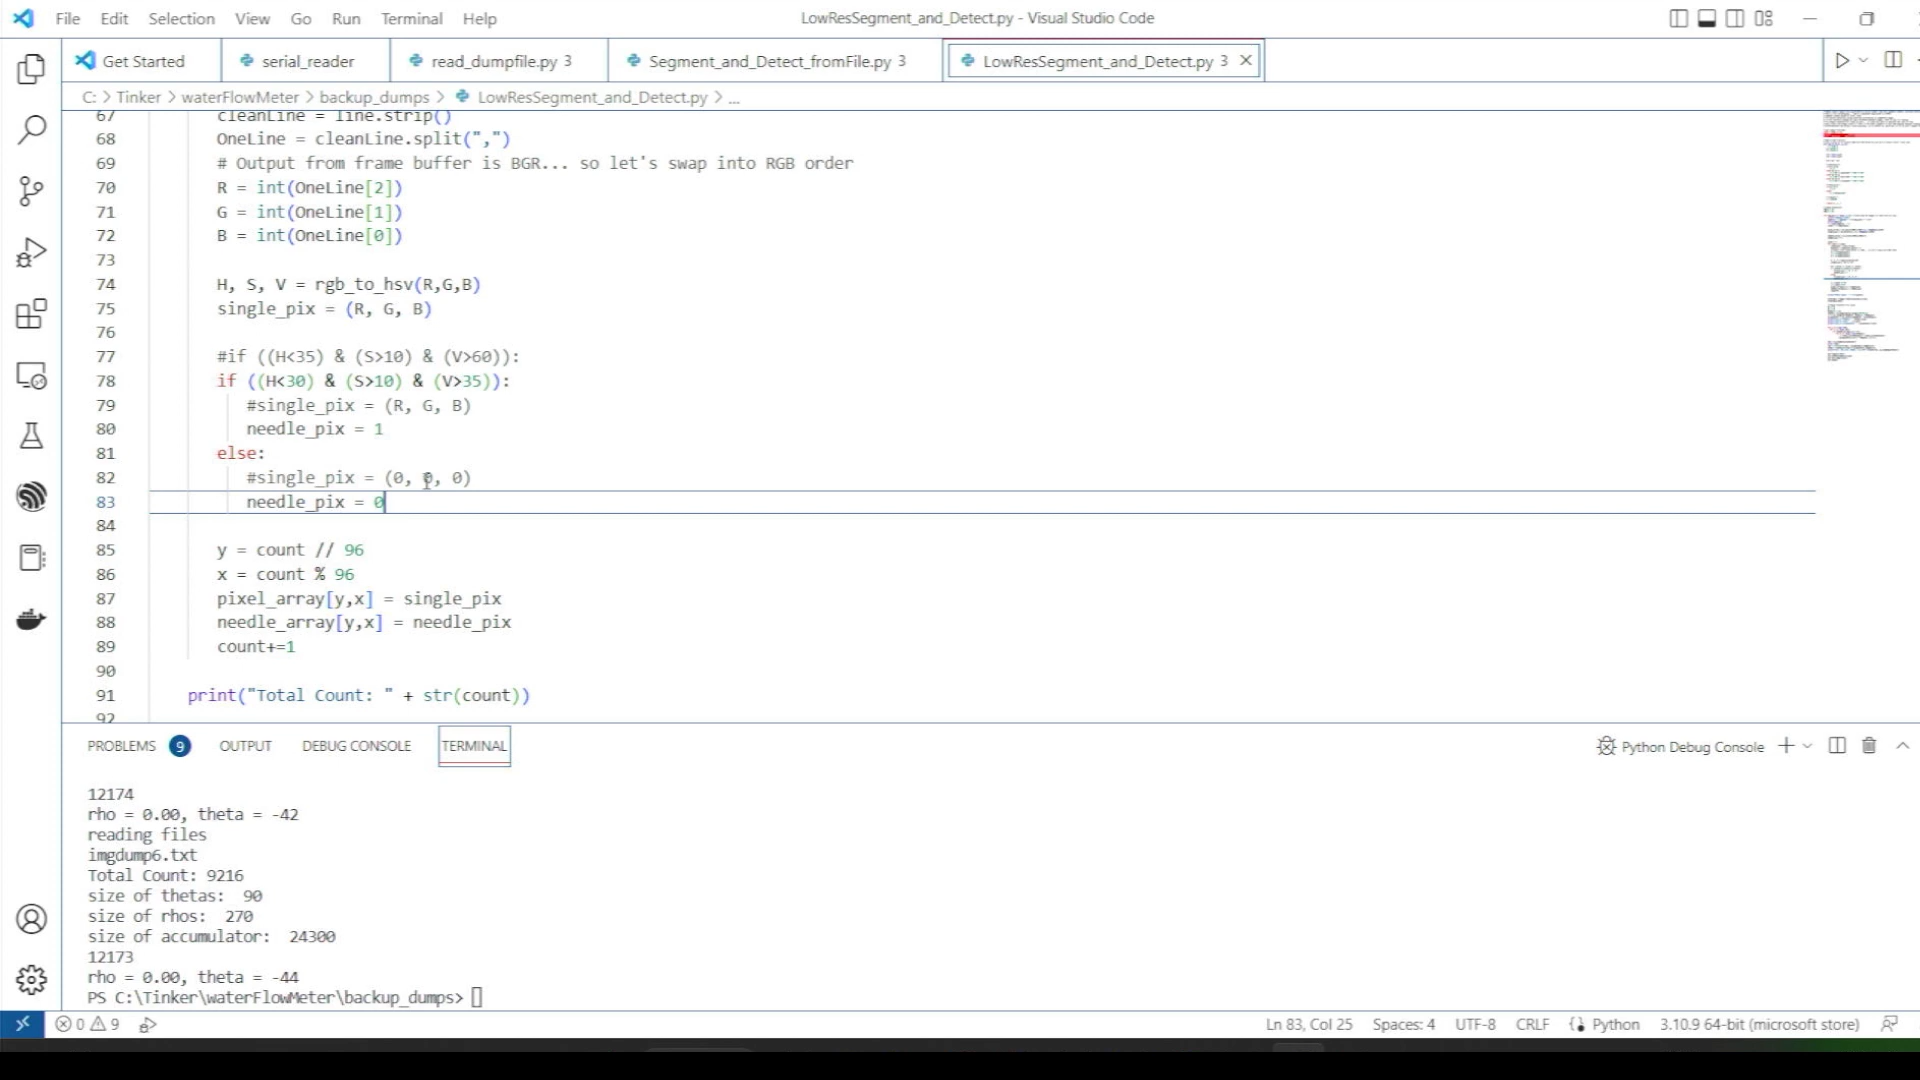 File Edit Selection View Go Run Terminal Help LowResSegment_and_Detect.py - Visual Studio Code
Get Started serial_reader read_dumpfile.py 3 Segment_and_Detect_fromFile.py 3 LowResSegment_and_Detect.py 3
C: > Tinker > waterFlowMeter > backup_dumps > LowResSegment_and_Detect.py > ...
67 cleanLine = line.strip()
68 OneLine = cleanLine.split(",")
69 # Output from frame buffer is BGR... so let's swap into RGB order
70 R = int(OneLine[2])
71 G = int(OneLine[1])
72 B = int(OneLine[0])
73
74 H, S, V = rgb_to_hsv(R,G,B)
75 single_pix = (R, G, B)
76
77 #if ((H<35) & (S>10) & (V>60)):
78 if ((H<30) & (S>10) & (V>35)):
79 #single_pix = (R, G, B)
80 needle_pix = 1
81 else:
82 #single_pix = (0, 0, 0)
83 needle_pix = 0
84
85 y = count // 96
86 x = count % 96
87 pixel_array[y,x] = single_pix
88 needle_array[y,x] = needle_pix
89 count+=1
90
91 print("Total Count: " + str(count))
92
PROBLEMS 9 OUTPUT DEBUG CONSOLE TERMINAL Python Debug Console
12174
rho = 0.00, theta = -42
reading files
imgdump6.txt
Total Count: 9216
size of thetas:  90
size of rhos:  270
size of accumulator:  24300
12173
rho = 0.00, theta = -44
PS C:\Tinker\waterFlowMeter\backup_dumps>
0 9 Ln 83, Col 25 Spaces: 4 UTF-8 CRLF Python 3.10.9 64-bit (microsoft store)